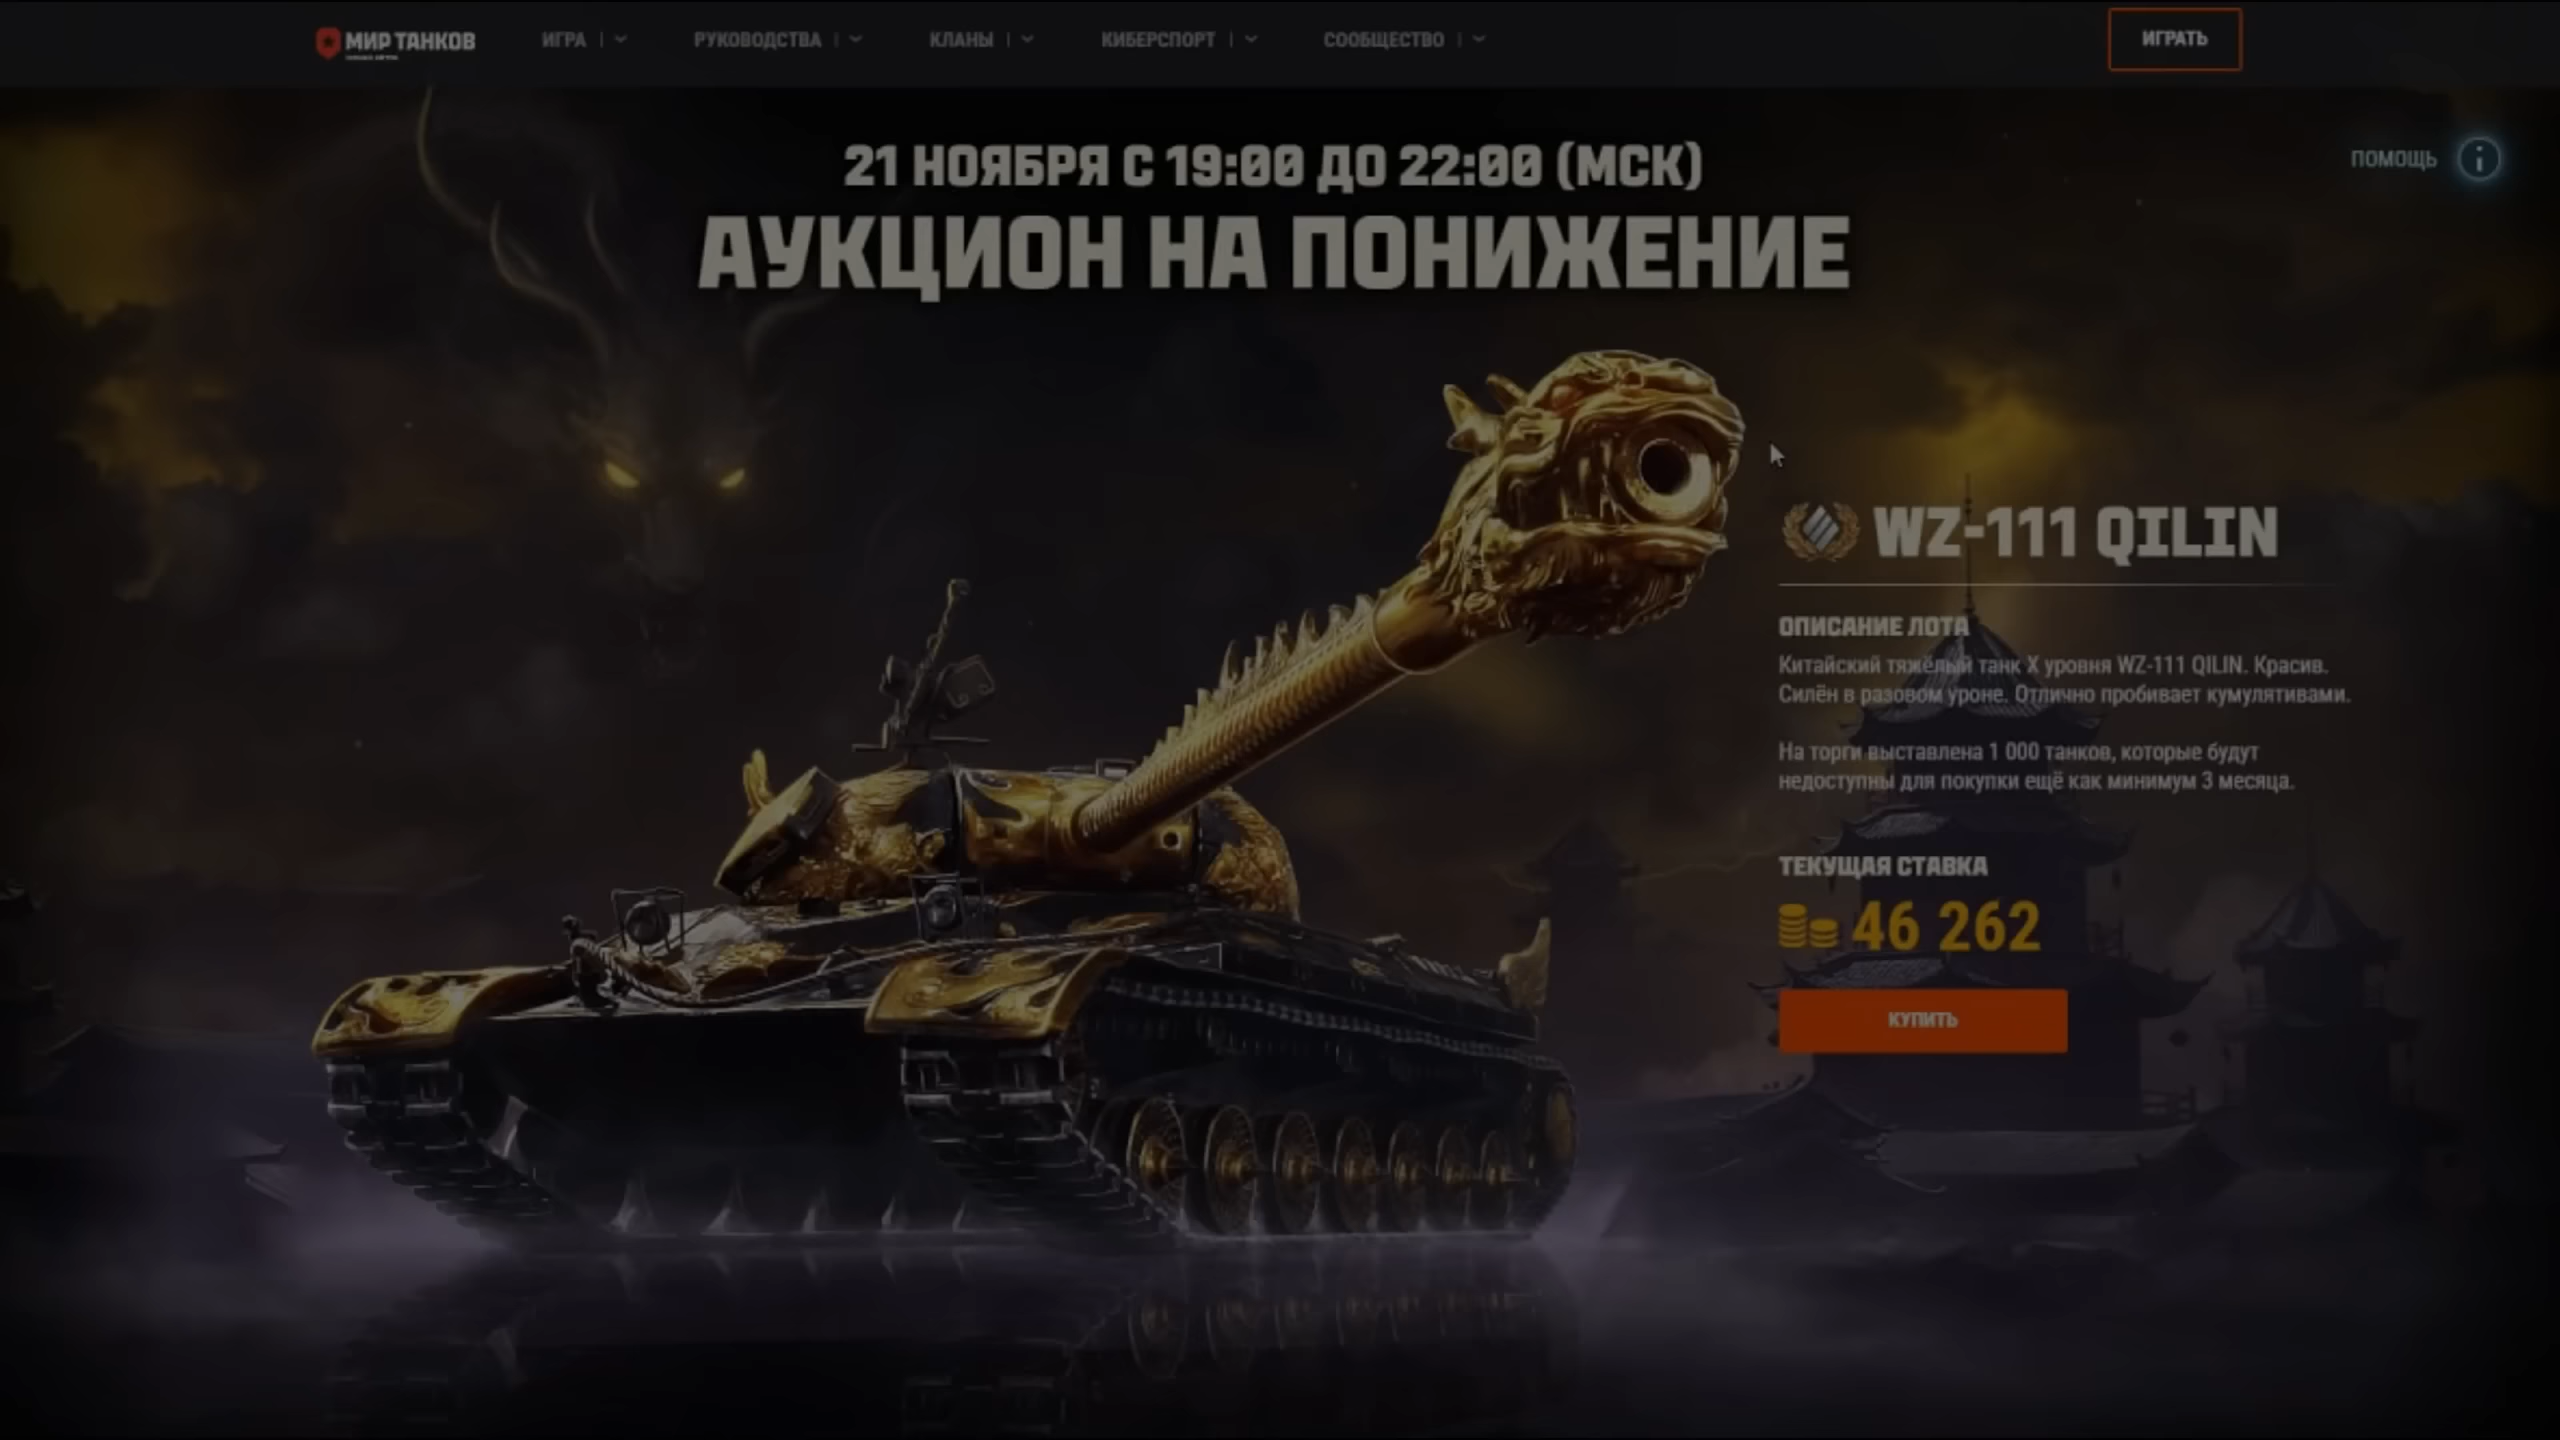 МИР ТАНКОВ
ИГРА
РУКОВОДСТВА
КЛАНЫ
КИБЕРСПОРТ
СООБЩЕСТВО
ИГРАТЬ
21 НОЯБРЯ С 19:00 ДО 22:00 (МСК)
АУКЦИОН НА ПОНИЖЕНИЕ
ПОМОЩЬ
WZ-111 QILIN
ОПИСАНИЕ ЛОТА
Китайский тяжёлый танк X уровня WZ-111 QILIN. Красив.
Силён в разовом уроне. Отлично пробивает кумулятивами.
На торги выставлена 1 000 танков, которые будут
недоступны для покупки ещё как минимум 3 месяца.
ТЕКУЩАЯ СТАВКА
46 262
КУПИТЬ